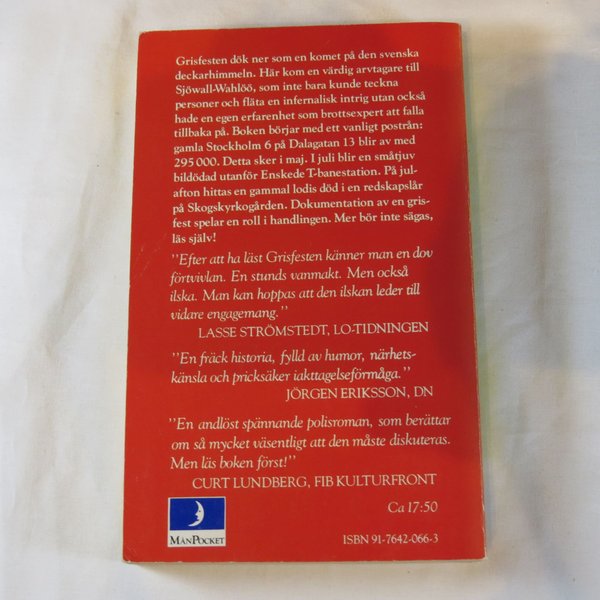 Grisfesten dök ner som en komet på den svenska
deckarhimmeln. Här kom en värdig arvtagare till
Sjöwall-Wahlöö, som inte bara kunde teckna
personer och fläta en infernalisk intrig utan också
hade en egen erfarenhet som brottsexpert att falla
tillbaka på. Boken börjar med ett vanligt postrån:
gamla Stockholm 6 på Dalagatan 13 blir av med
295 000. Detta sker i maj. I juli blir en småtjuv
bildödad utanför Enskede T-banestation. På jul-
afton hittas en gammal lodis död i en redskapslår
på Skogskyrkogården. Dokumentation av en gris-
fest spelar en roll i handlingen. Mer bör inte sägas,
läs själv!
"Efter att ha läst Grisfesten känner man en dov
förtvivlan. En stunds vanmakt. Men också
ilska. Man kan hoppas att den ilskan leder till
vidare engagemang."
LASSE STRÖMSTEDT, LO-TIDNINGEN
"En fräck historia, fylld av humor, närhets-
känsla och pricksäker iakttagelseförmåga."
JÖRGEN ERIKSSON, DN
"En andlöst spännande polisroman, som berättar
om så mycket väsentligt att den måste diskuteras.
Men läs boken först!"
CURT LUNDBERG, FIB KULTURFRONT
Ca 17:50
MÅNPOCKET
ISBN 91-7642-066-3